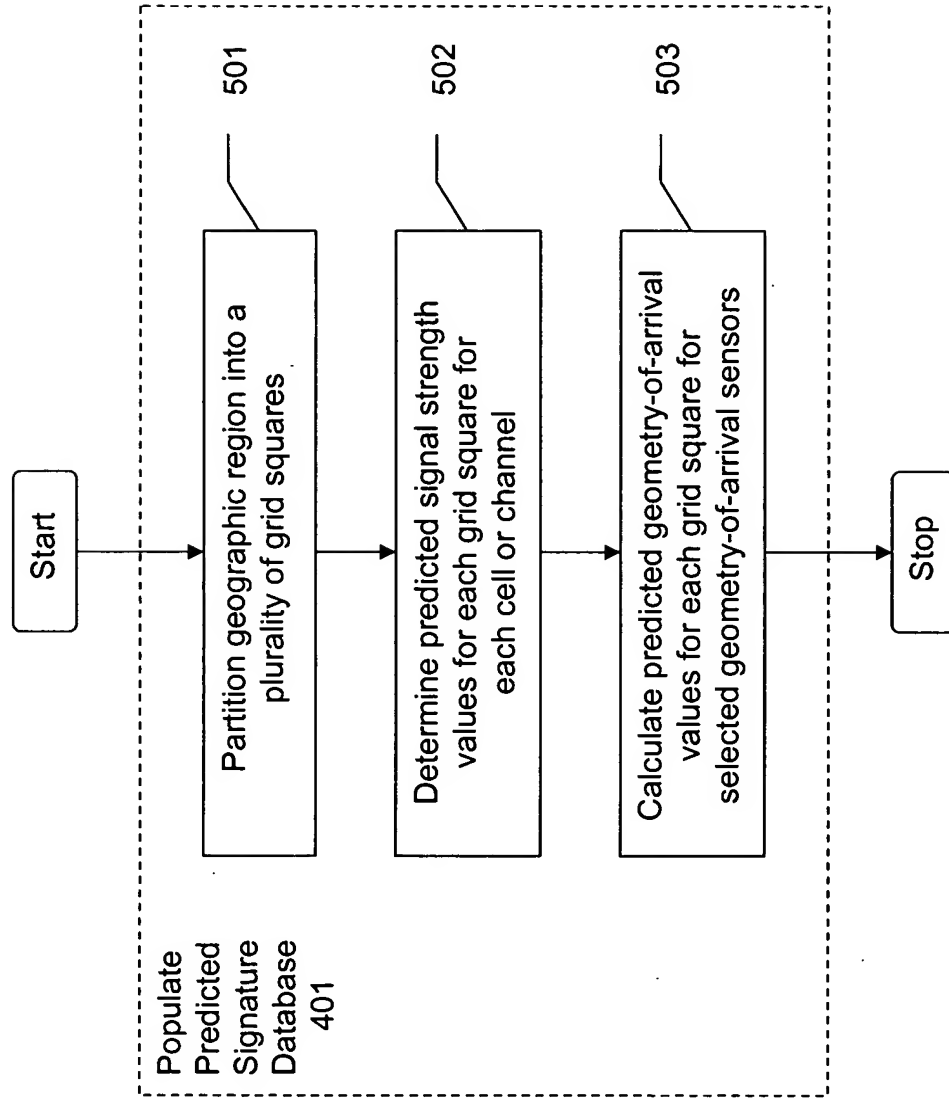 Start
Populate
Predicted
Signature
Database
401
Partition geographic region into a
plurality of grid squares
501
Determine predicted signal strength
values for each grid square for
each cell or channel
502
Calculate predicted geometry-of-arrival
values for each grid square for
selected geometry-of-arrival sensors
503
Stop